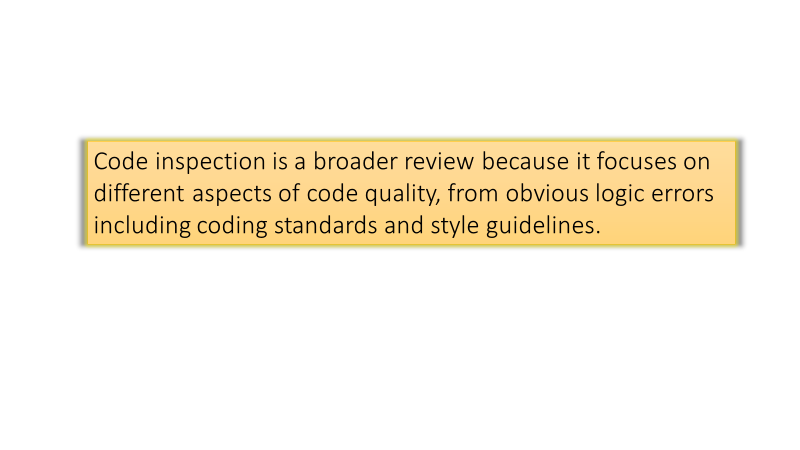 Code inspection is a broader review because it focuses on
different aspects of code quality, from obvious logic errors
including coding standards and style guidelines.